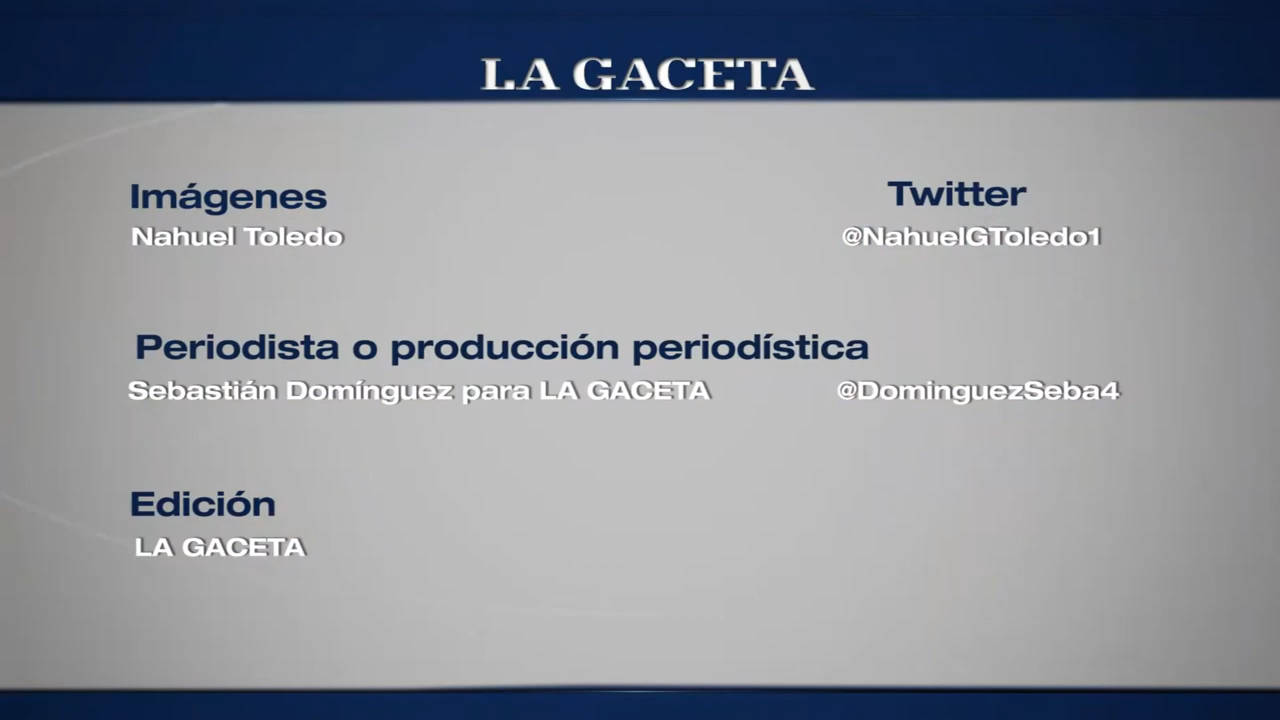 LA GACETA
Imágenes
Twitter
Nahuel Toledo
@NahuelGToledo1
Periodista o producción periodística
Sebastián Domínguez para LA GACETA
@DominguezSeba4
Edición
LA GACETA